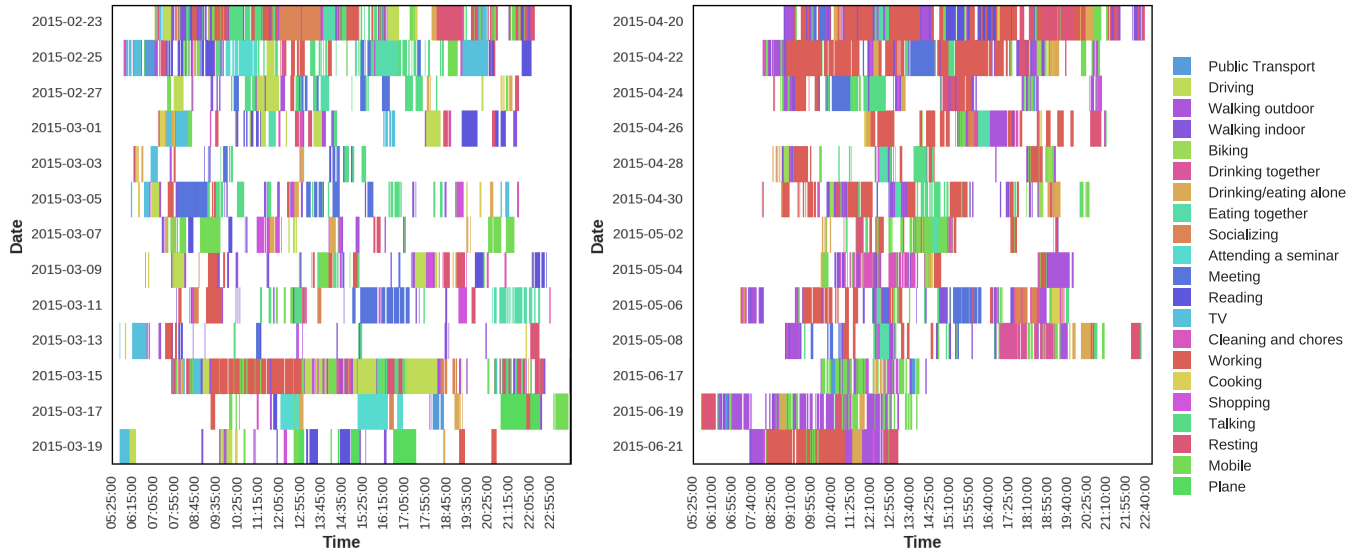 2015-02-23
2015-02-25
2015-02-27
2015-03-01
2015-03-03
2015-03-05
2015-03-07
2015-03-09
2015-03-11
2015-03-13
2015-03-15
2015-03-17
2015-03-19
Date
05:25:00
06:15:00
07:05:00
07:55:00
08:45:00
09:35:00
10:25:00
11:15:00
12:05:00
12:55:00
13:45:00
14:35:00
15:25:00
16:15:00
17:05:00
17:55:00
18:45:00
19:35:00
20:25:00
21:15:00
22:05:00
22:55:00
Time
2015-04-20
2015-04-22
2015-04-24
2015-04-26
2015-04-28
2015-04-30
2015-05-02
2015-05-04
2015-05-06
2015-05-08
2015-06-17
2015-06-19
2015-06-21
Date
05:25:00
06:10:00
06:55:00
07:40:00
08:25:00
09:10:00
09:55:00
10:40:00
11:25:00
12:10:00
12:55:00
13:40:00
14:25:00
15:10:00
15:55:00
16:40:00
17:25:00
18:10:00
18:55:00
19:40:00
20:25:00
21:10:00
21:55:00
22:40:00
Time
Public Transport
Driving
Walking outdoor
Walking indoor
Biking
Drinking together
Drinking/eating alone
Eating together
Socializing
Attending a seminar
Meeting
Reading
TV
Cleaning and chores
Working
Cooking
Shopping
Talking
Resting
Mobile
Plane